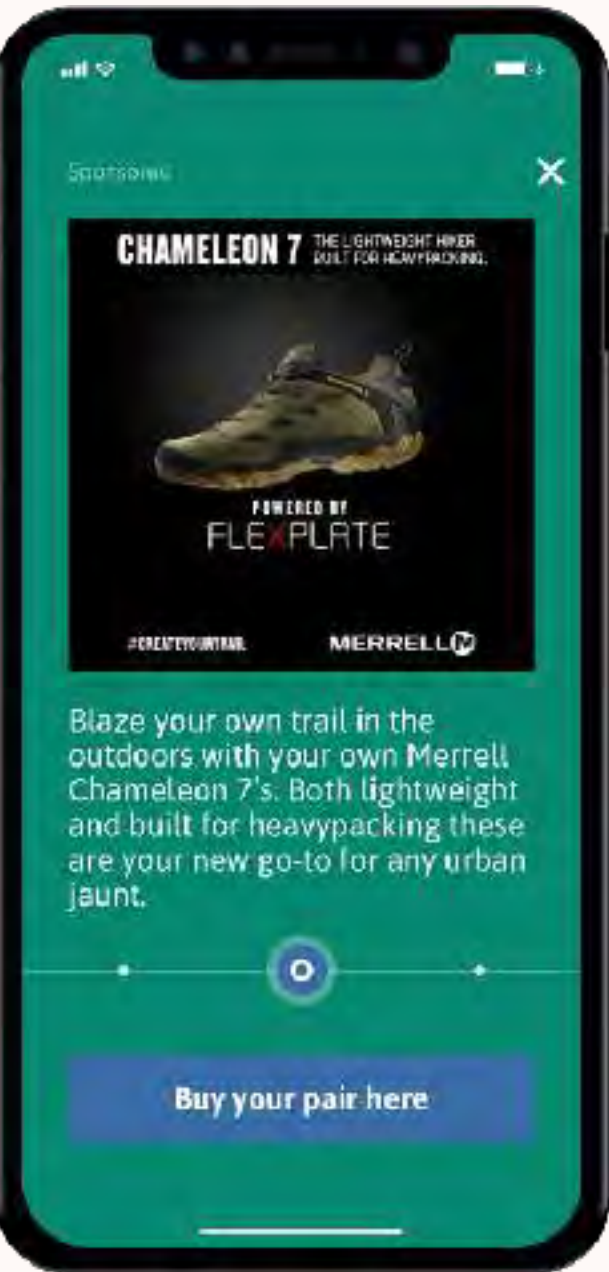 Sponsored
CHAMELEON 7
THE LIGHTWEIGHT HIKER
BUILT FOR HEAVYPACKING.
POWERED BY
FLEXPLATE
#CREATEYOURTRAIL
MERRELL
Blaze your own trail in the
outdoors with your own Merrell
Chameleon 7's. Both lightweight
and built for heavypacking these
are your new go-to for any urban
jaunt.
Buy your pair here